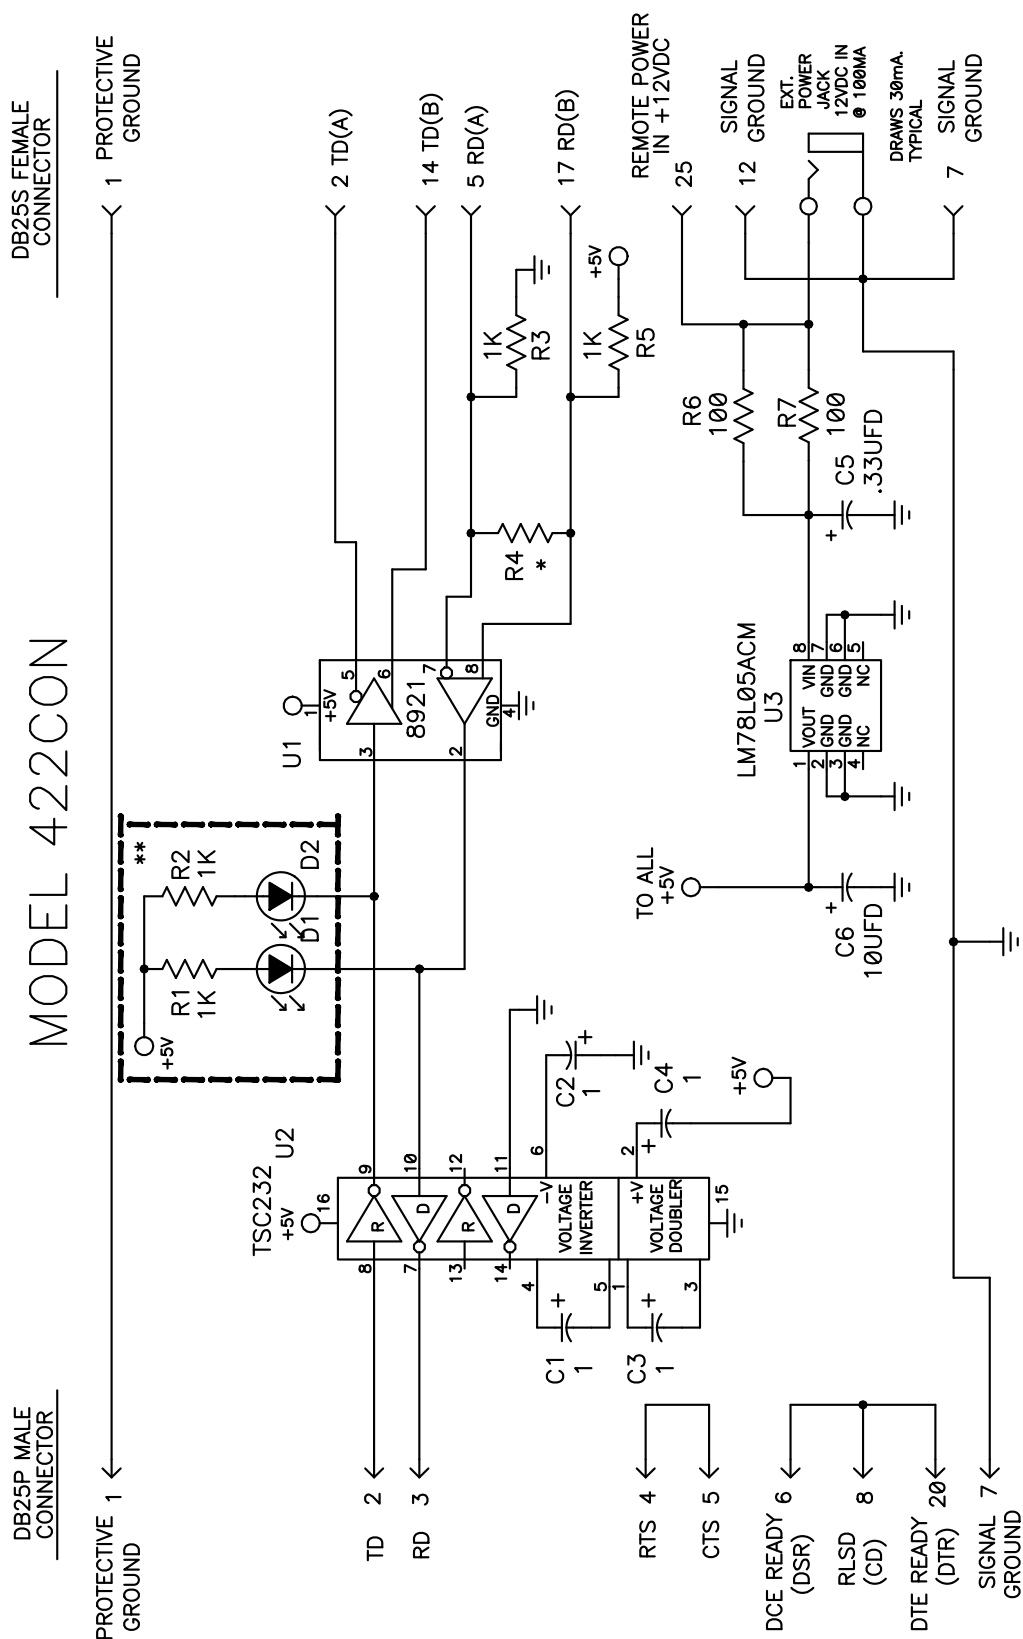 MODEL 422CON
DB25P MALE
CONNECTOR
DB25S FEMALE
CONNECTOR
PROTECTIVE 1
GROUND
1 PROTECTIVE
GROUND
**
+5V
R1
1K
R2
1K
D1
D2
TD 2
RD 3
TSC232
U2
+5V
16
8
R
9
7
D
10
13
R
12
14
D
11
4
5
1
3
VOLTAGE
INVERTER
-V
6
VOLTAGE
DOUBLER
+V
2
15
C1
1
+
C3
1
+
C2
1
+
C4
1
+
+5V
U1
1
+5V
3
5
6
8921
2
7
8
GND
4
2 TD(A)
14 TD(B)
5 RD(A)
17 RD(B)
R4
*
1K
R3
1K
R5
+5V
RTS 4
CTS 5
DCE READY 6
(DSR)
RLSD 8
(CD)
DTE READY 20
(DTR)
SIGNAL 7
GROUND
TO ALL
+5V
C6
10UFD
+
LM78L05ACM
U3
1 VOUT VIN 8
2 GND GND 7
3 GND GND 6
4 NC NC 5
C5
.33UFD
+
R6
100
R7
100
REMOTE POWER
IN +12VDC
25
12 SIGNAL
GROUND
EXT.
POWER
JACK
12VDC IN
@ 100MA
DRAWS 30mA.
TYPICAL
7 SIGNAL
GROUND